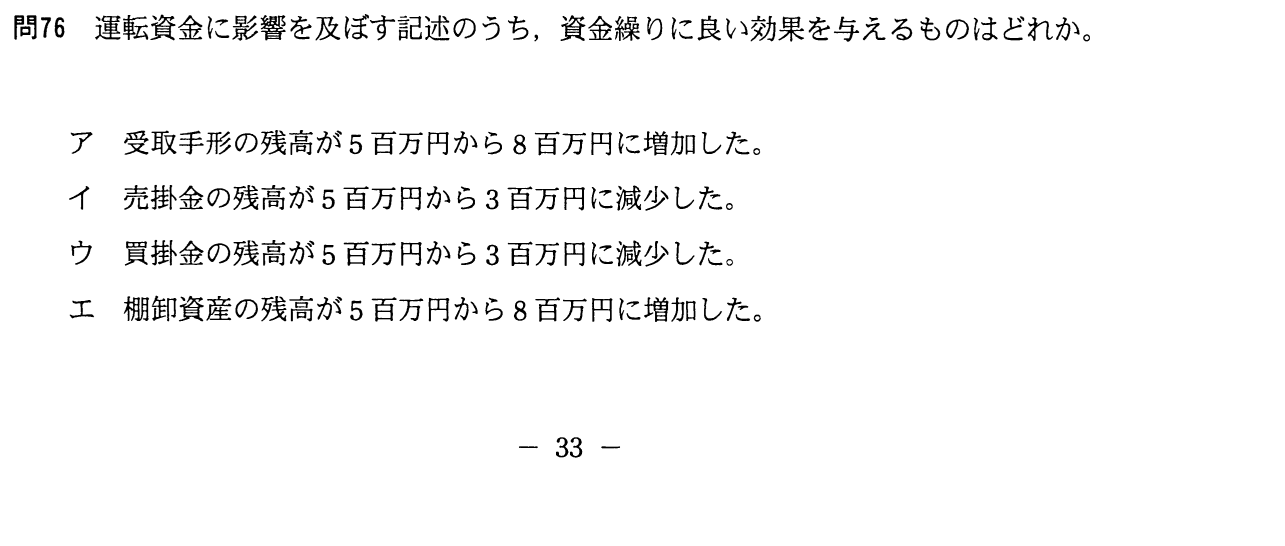 問76　運転資金に影響を及ぼす記述のうち，資金繰りに良い効果を与えるものはどれか。
ア　受取手形の残高が 5 百万円から 8 百万円に増加した。
イ　売掛金の残高が 5 百万円から 3 百万円に減少した。
ウ　買掛金の残高が 5 百万円から 3 百万円に減少した。
エ　棚卸資産の残高が 5 百万円から 8 百万円に増加した。
－ 33 －